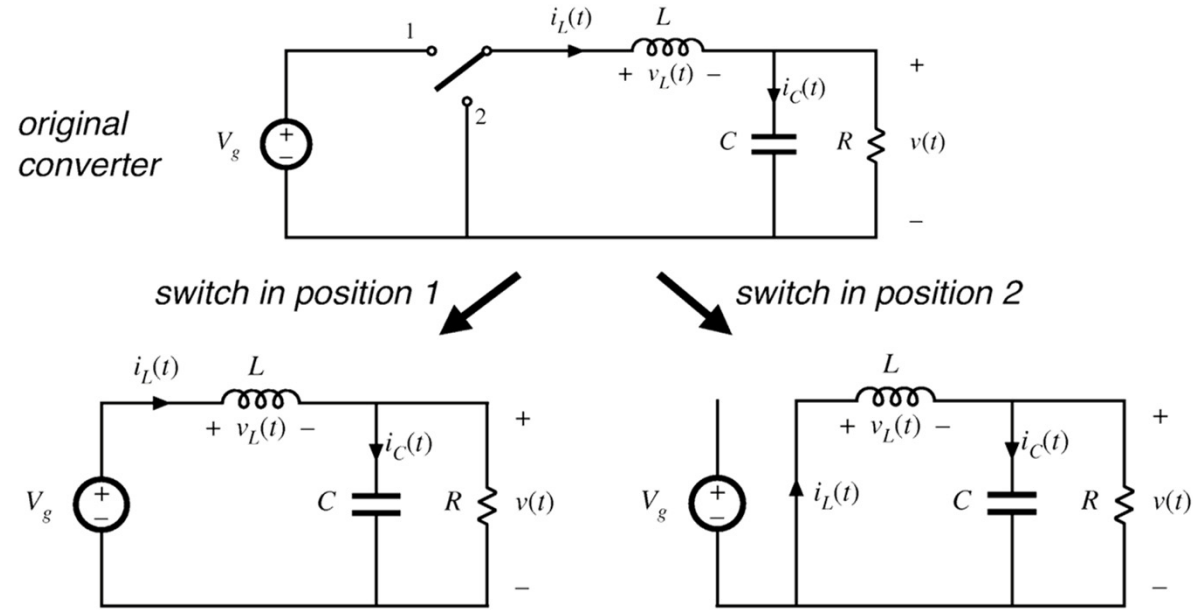 i_L(t) L
1
+ v_L(t) −
+
i_C(t)
2
original
converter
V_g
+
−
C
R
v(t)
−
switch in position 1
switch in position 2
i_L(t) L
+ v_L(t) −
+
i_C(t)
V_g
+
−
C
R
v(t)
−
L
+ v_L(t) −
+
i_C(t)
V_g
+
−
i_L(t)
C
R
v(t)
−